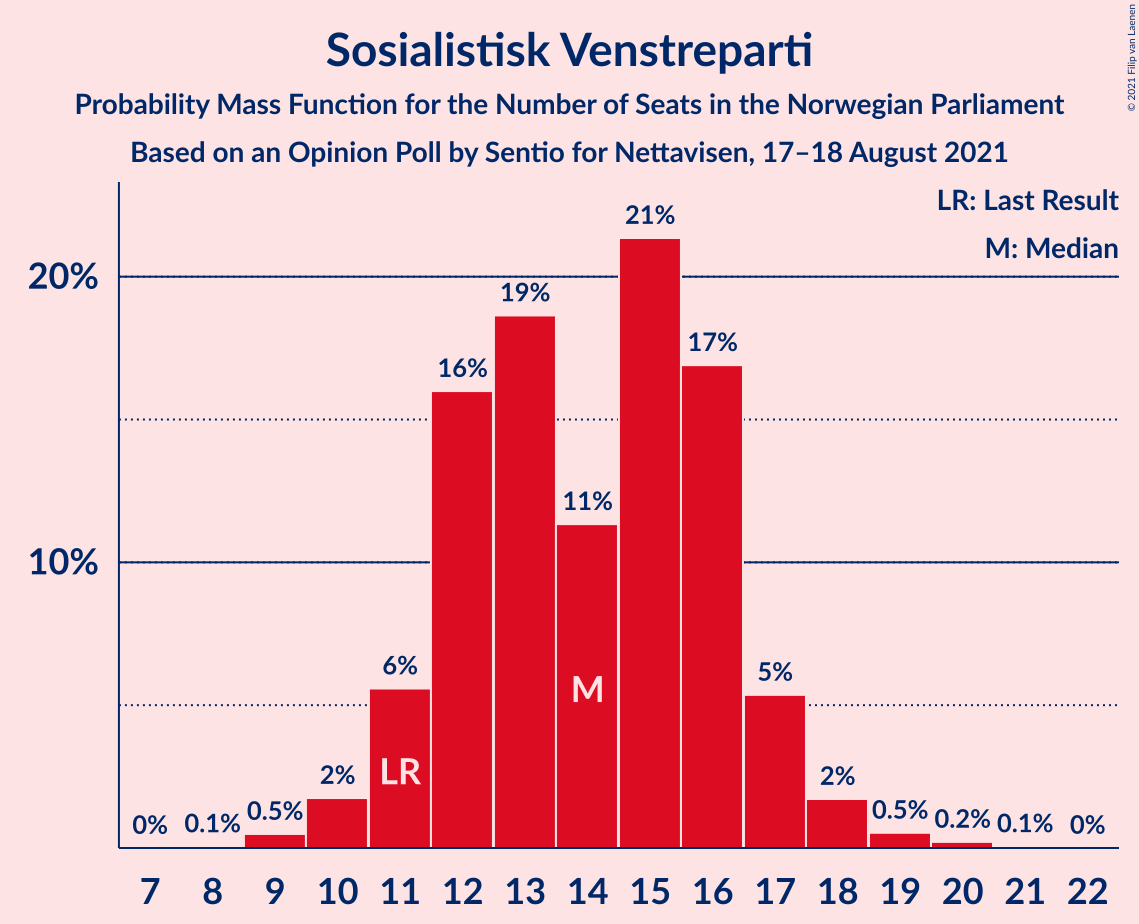 Sosialistisk Venstreparti
Probability Mass Function for the Number of Seats in the Norwegian Parliament
Based on an Opinion Poll by Sentio for Nettavisen, 17–18 August 2021
© 2021 Filip van Laenen
LR: Last Result
M: Median
20%
10%
0%
0.1%
0.5%
2%
6%
16%
19%
11%
21%
17%
5%
2%
0.5%
0.2%
0.1%
0%
LR
M
7 8 9 10 11 12 13 14 15 16 17 18 19 20 21 22